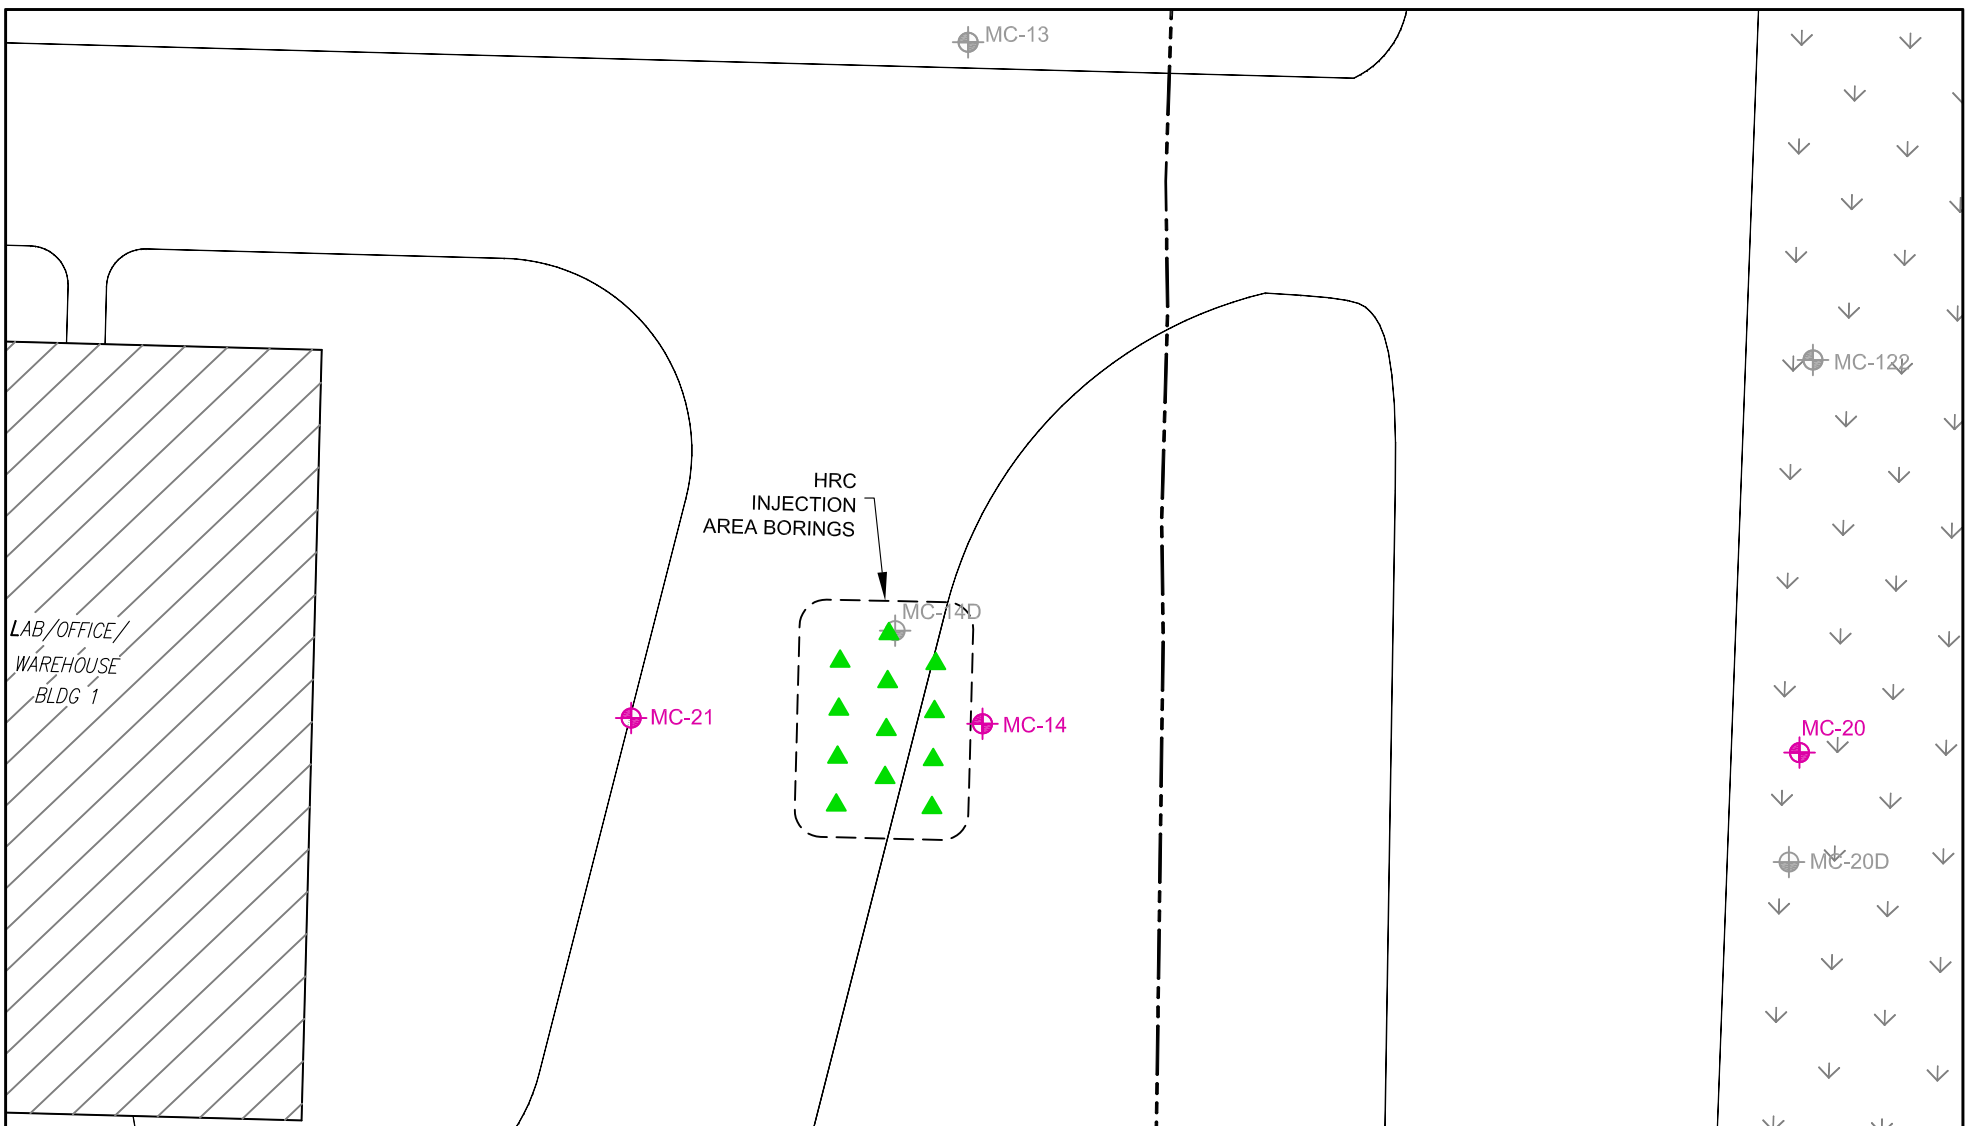 MC-13
MC-122
HRC
INJECTION
AREA BORINGS
MC-14D
LAB/OFFICE/
WAREHOUSE
BLDG 1
MC-21
MC-14
MC-20
MC-20D